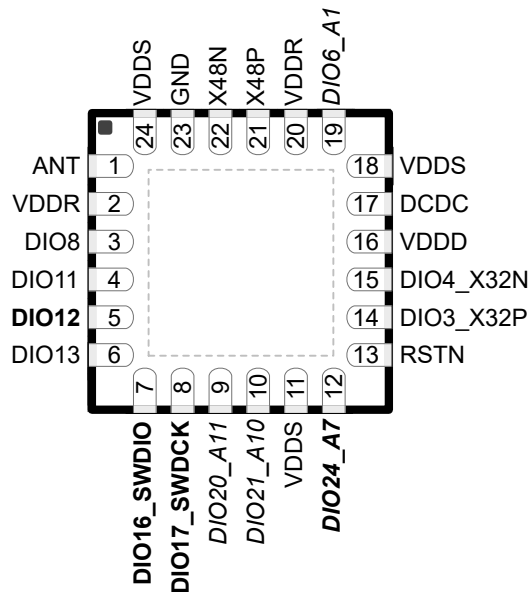 VDDS
GND
X48N
X48P
VDDR
DIO6_A1
24
23
22
21
20
19
ANT 1
VDDR 2
DIO8 3
DIO11 4
DIO12 5
DIO13 6
18 VDDS
17 DCDC
16 VDDD
15 DIO4_X32N
14 DIO3_X32P
13 RSTN
7
8
9
10
11
12
DIO16_SWDIO
DIO17_SWDCK
DIO20_A11
DIO21_A10
VDDS
DIO24_A7